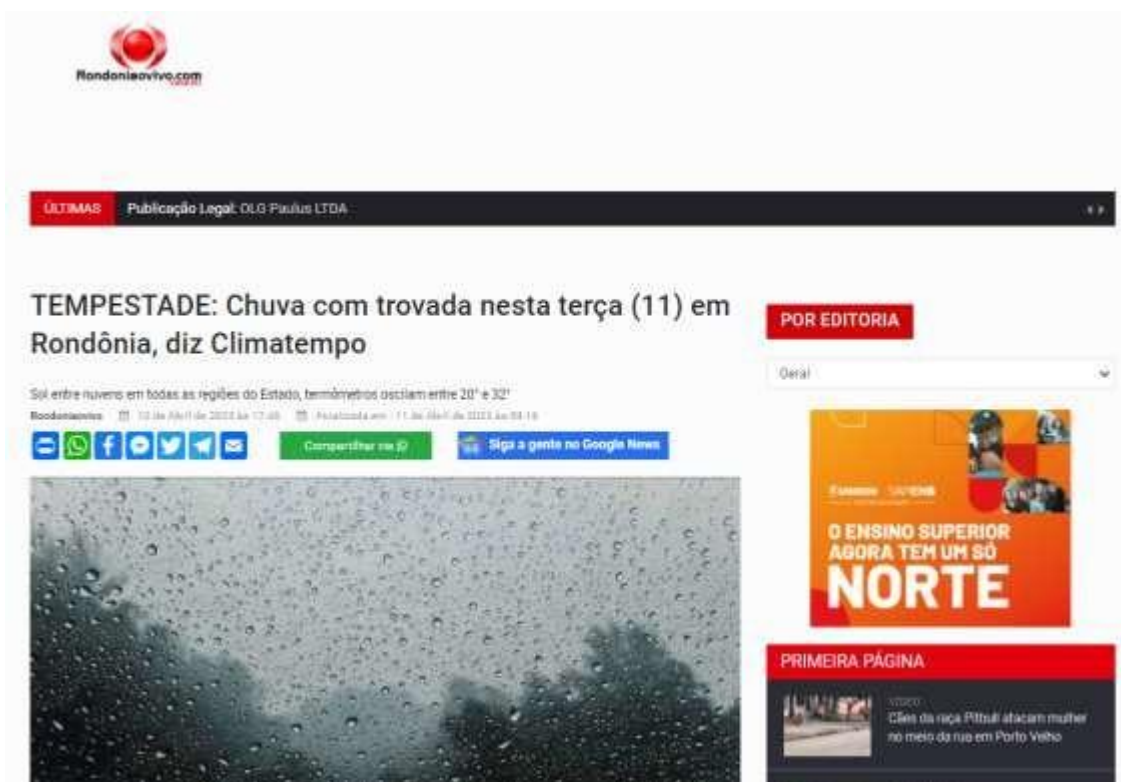 Rondoniaovivo.com
ÚLTIMAS Publicação Legal: OLG Paulus LTDA
TEMPESTADE: Chuva com trovada nesta terça (11) em
Rondônia, diz Climatempo
Sol entre nuvens em todas as regiões do Estado, termômetros oscilam entre 20° e 32°
Rondoniaovivo
Compartilhar no
Siga a gente no Google News
POR EDITORIA
Geral
O ENSINO SUPERIOR
AGORA TEM UM SÓ
NORTE
PRIMEIRA PÁGINA
VÍDEO
Cães da raça Pitbull atacam mulher
no meio da rua em Porto Velho